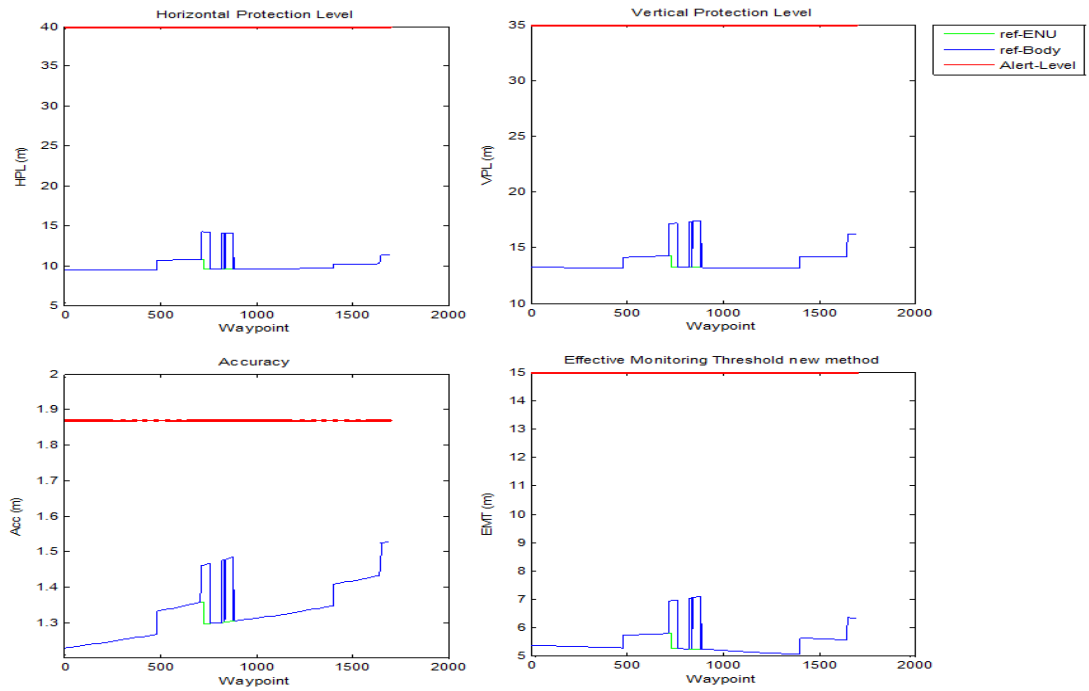 Horizontal Protection Level
40
35
30
25
20
15
10
5
HPL (m)
0 500 1000 1500 2000
Waypoint
Vertical Protection Level
35
30
25
20
15
10
VPL (m)
0 500 1000 1500 2000
Waypoint
ref-ENU
ref-Body
Alert-Level
Accuracy
2
1.9
1.8
1.7
1.6
1.5
1.4
1.3
Acc (m)
0 500 1000 1500 2000
Waypoint
Effective Monitoring Threshold new method
15
14
13
12
11
10
9
8
7
6
5
EMT (m)
0 500 1000 1500 2000
Waypoint